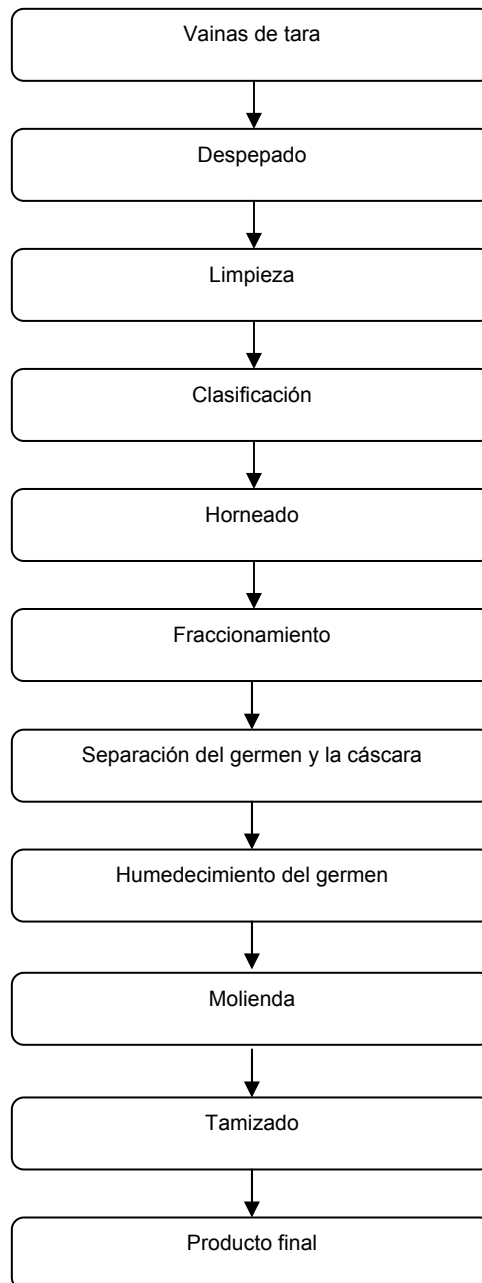 Vainas de tara
Despepado
Limpieza
Clasificación
Horneado
Fraccionamiento
Separación del germen y la cáscara
Humedecimiento del germen
Molienda
Tamizado
Producto final